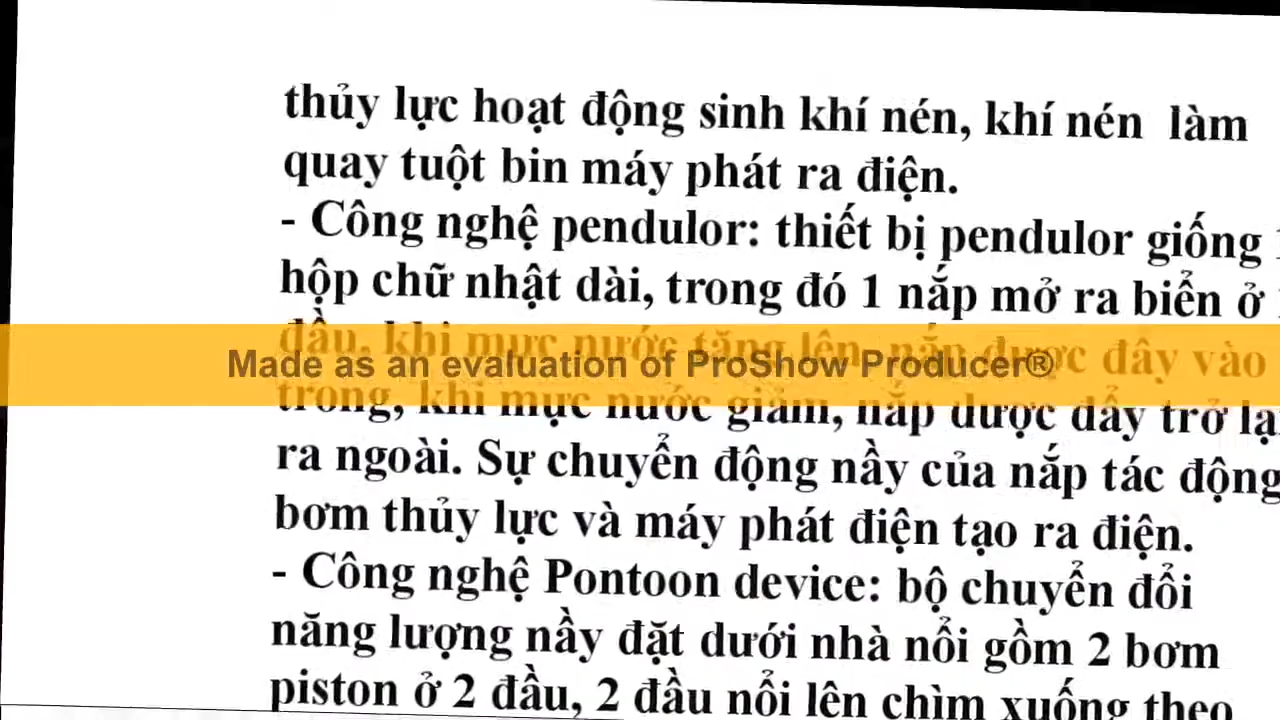 thủy lực hoạt động sinh khí nén, khí nén làm
quay tuột bin máy phát ra điện.
- Công nghệ pendulor: thiết bị pendulor giống
hộp chữ nhật dài, trong đó 1 nắp mở ra biển ở
đầu, khi mực nước tăng lên, nắp được đẩy vào
Made as an evaluation of ProShow Producer®
trong, khi mực nước giảm, nắp được đẩy trở lạ
ra ngoài. Sự chuyển động nầy của nắp tác động
bơm thủy lực và máy phát điện tạo ra điện.
- Công nghệ Pontoon device: bộ chuyển đổi
năng lượng nầy đặt dưới nhà nổi gồm 2 bơm
piston ở 2 đầu, 2 đầu nổi lên chìm xuống theo